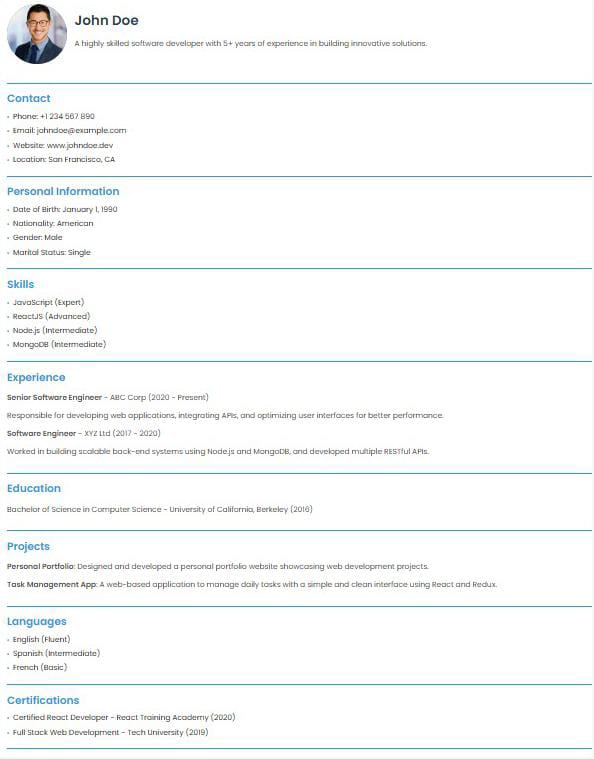 John Doe
A highly skilled software developer with 5+ years of experience in building innovative solutions.
Contact
• Phone: +1 234 567 890
• Email: johndoe@example.com
• Website: www.johndoe.dev
• Location: San Francisco, CA
Personal Information
• Date of Birth: January 1, 1990
• Nationality: American
• Gender: Male
• Marital Status: Single
Skills
• JavaScript (Expert)
• ReactJS (Advanced)
• Node.js (Intermediate)
• MongoDB (Intermediate)
Experience
Senior Software Engineer - ABC Corp (2020 - Present)
Responsible for developing web applications, integrating APIs, and optimizing user interfaces for better performance.
Software Engineer - XYZ Ltd (2017 - 2020)
Worked in building scalable back-end systems using Node.js and MongoDB, and developed multiple RESTful APIs.
Education
Bachelor of Science in Computer Science - University of California, Berkeley (2016)
Projects
Personal Portfolio: Designed and developed a personal portfolio website showcasing web development projects.
Task Management App: A web-based application to manage daily tasks with a simple and clean interface using React and Redux.
Languages
• English (Fluent)
• Spanish (Intermediate)
• French (Basic)
Certifications
• Certified React Developer - React Training Academy (2020)
• Full Stack Web Development - Tech University (2019)